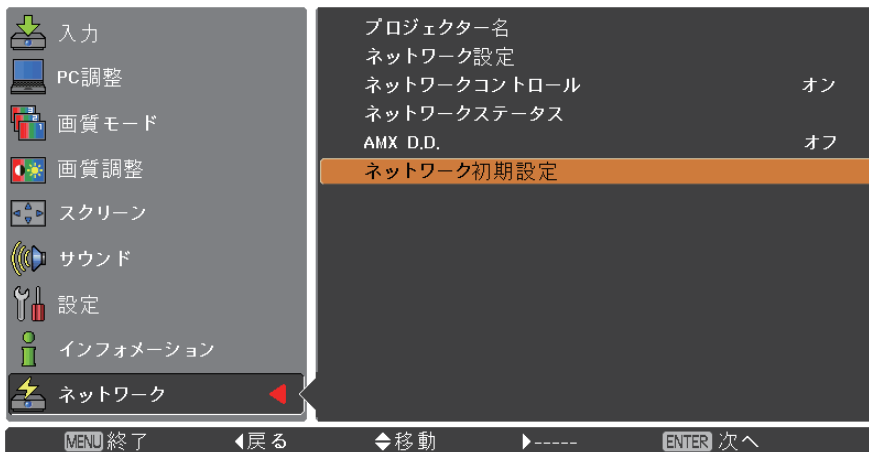 入力
PC調整
画質モード
画質調整
スクリーン
サウンド
設定
インフォメーション
ネットワーク
プロジェクター名
ネットワーク設定
ネットワークコントロール オン
ネットワークステータス
AMX D.D. オフ
ネットワーク初期設定
MENU 終了 ◀戻る ◆移動 ▶----- ENTER 次へ